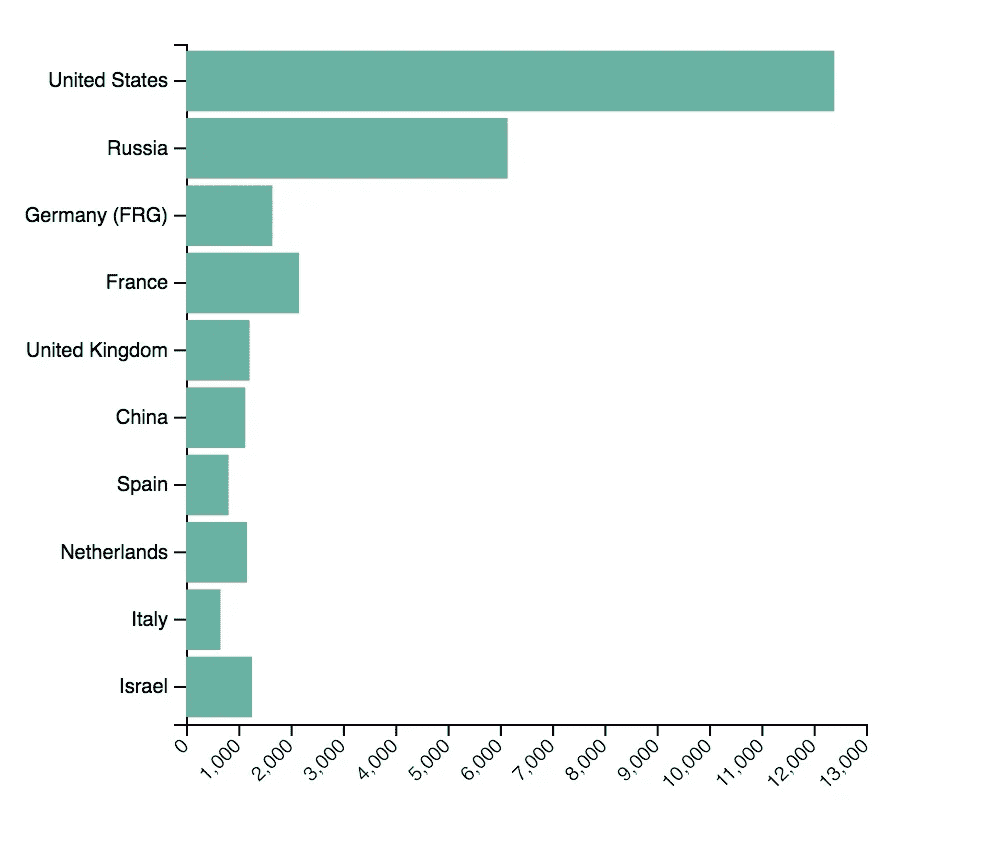 United States
Russia
Germany (FRG)
France
United Kingdom
China
Spain
Netherlands
Italy
Israel
0
1,000
2,000
3,000
4,000
5,000
6,000
7,000
8,000
9,000
10,000
11,000
12,000
13,000